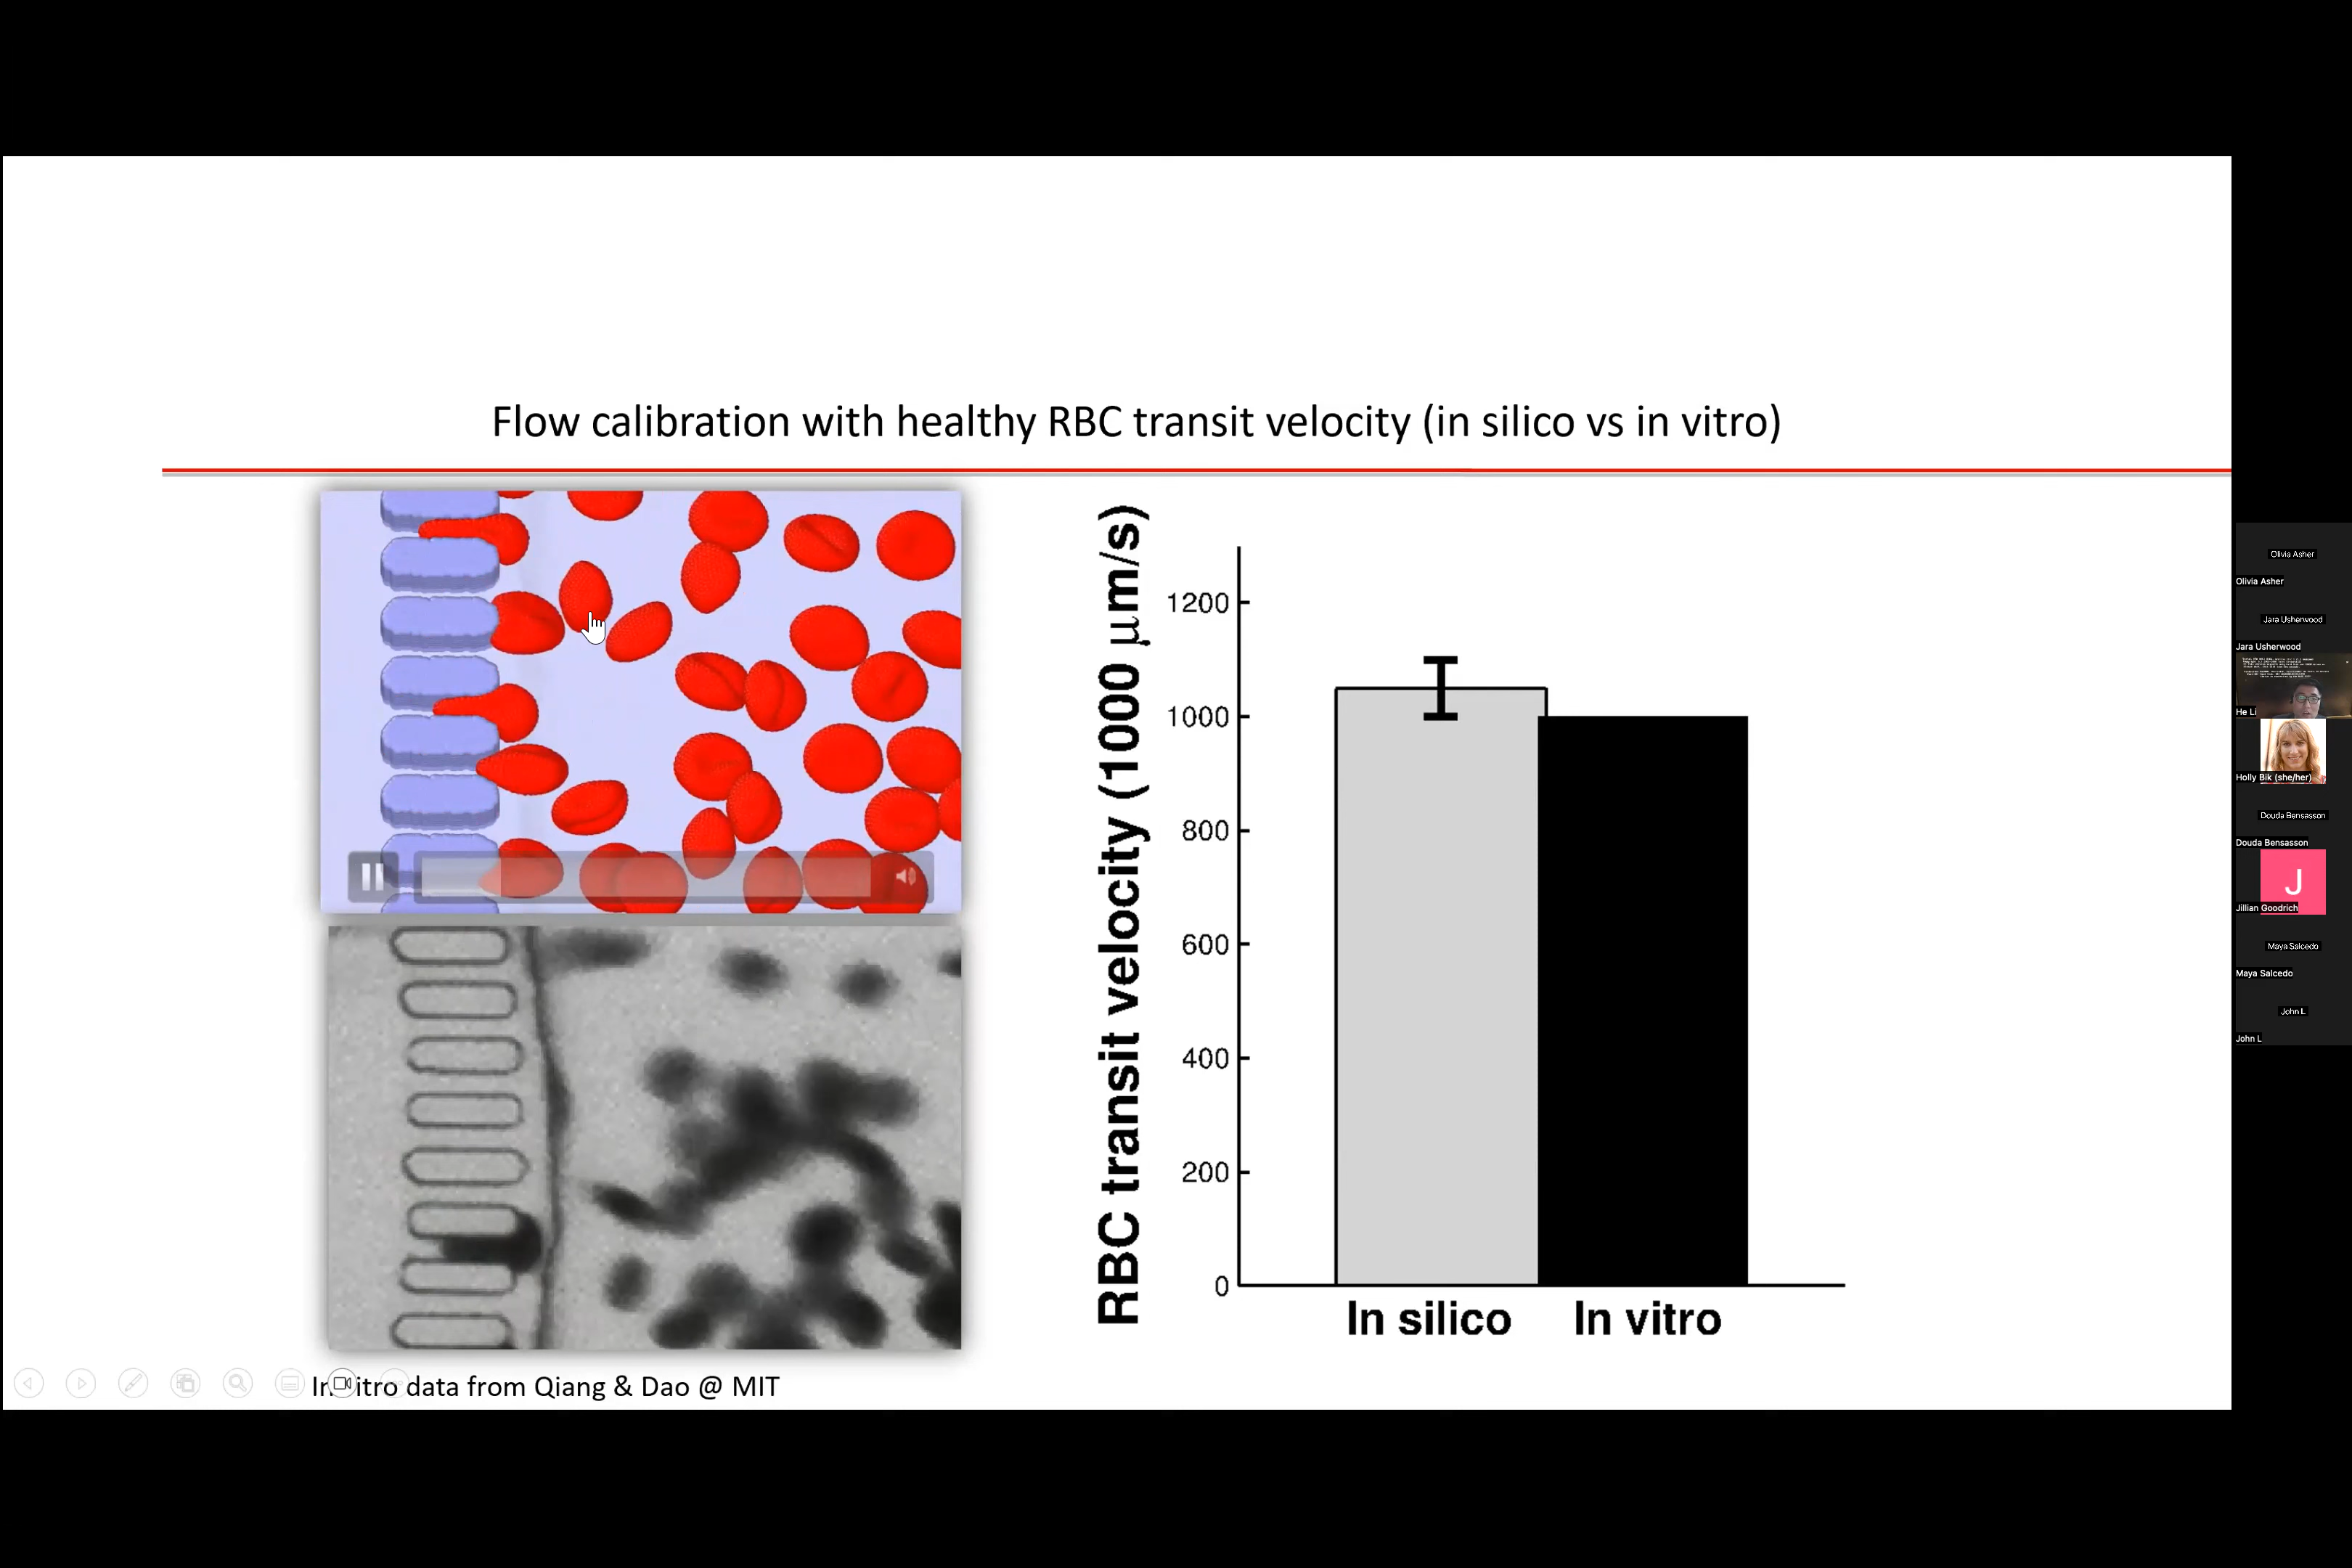 Flow calibration with healthy RBC transit velocity (in silico vs in vitro)
RBC transit velocity (1000 μm/s)
1200
1000
800
600
400
200
0
In silico
In vitro
In vitro data from Qiang & Dao @ MIT
Olivia Asher
Olivia Asher
Jara Usherwood
Jara Usherwood
He Li
Holly Bik (she/her)
Douda Bensasson
Douda Bensasson
J
Jillian Goodrich
Maya Salcedo
Maya Salcedo
John L
John L